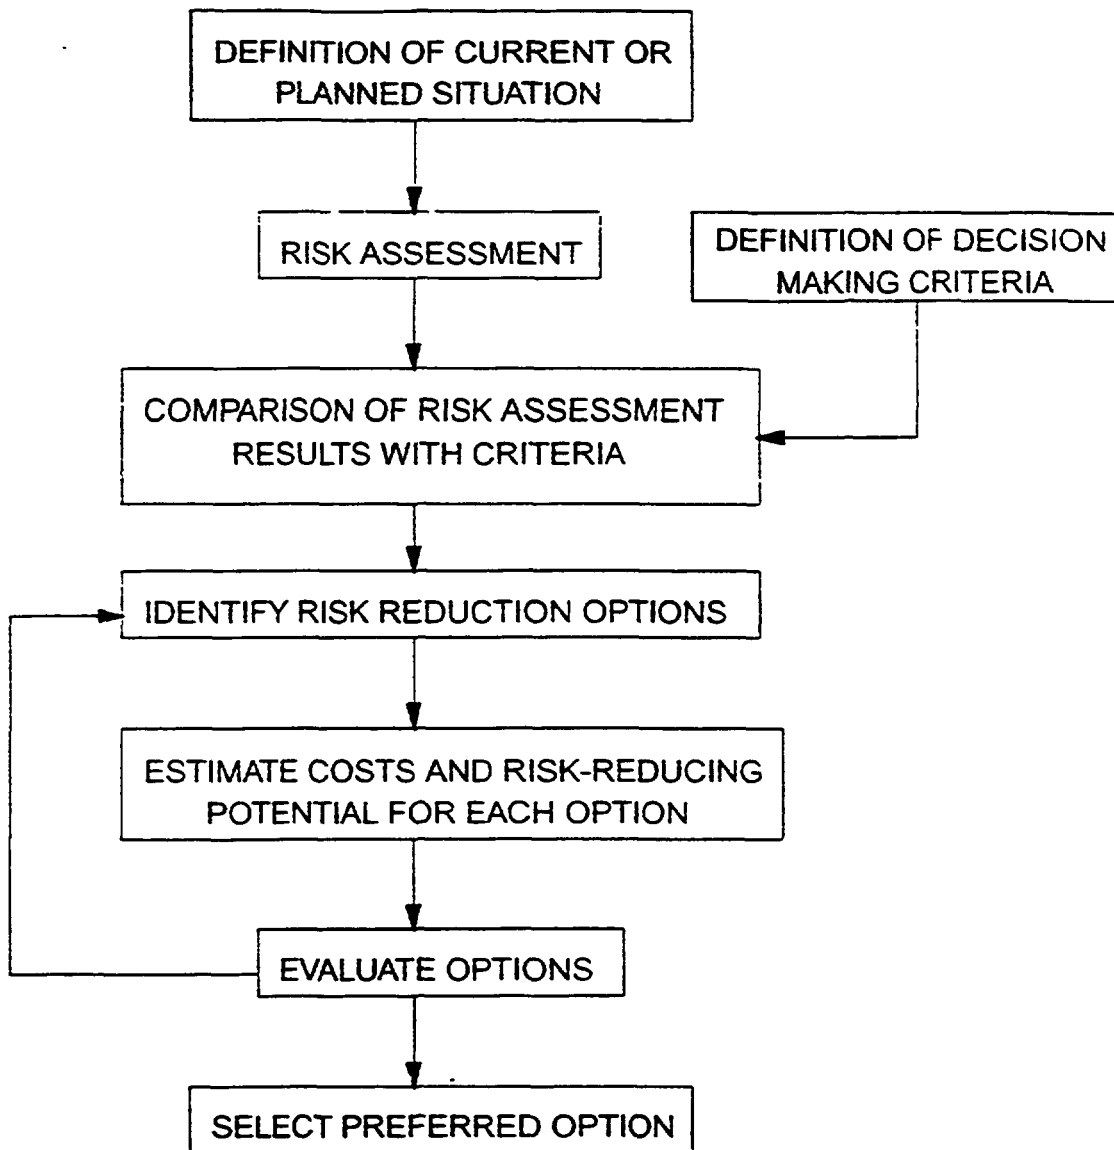 DEFINITION OF CURRENT OR
PLANNED SITUATION
RISK ASSESSMENT
DEFINITION OF DECISION
MAKING CRITERIA
COMPARISON OF RISK ASSESSMENT
RESULTS WITH CRITERIA
IDENTIFY RISK REDUCTION OPTIONS
ESTIMATE COSTS AND RISK-REDUCING
POTENTIAL FOR EACH OPTION
EVALUATE OPTIONS
SELECT PREFERRED OPTION